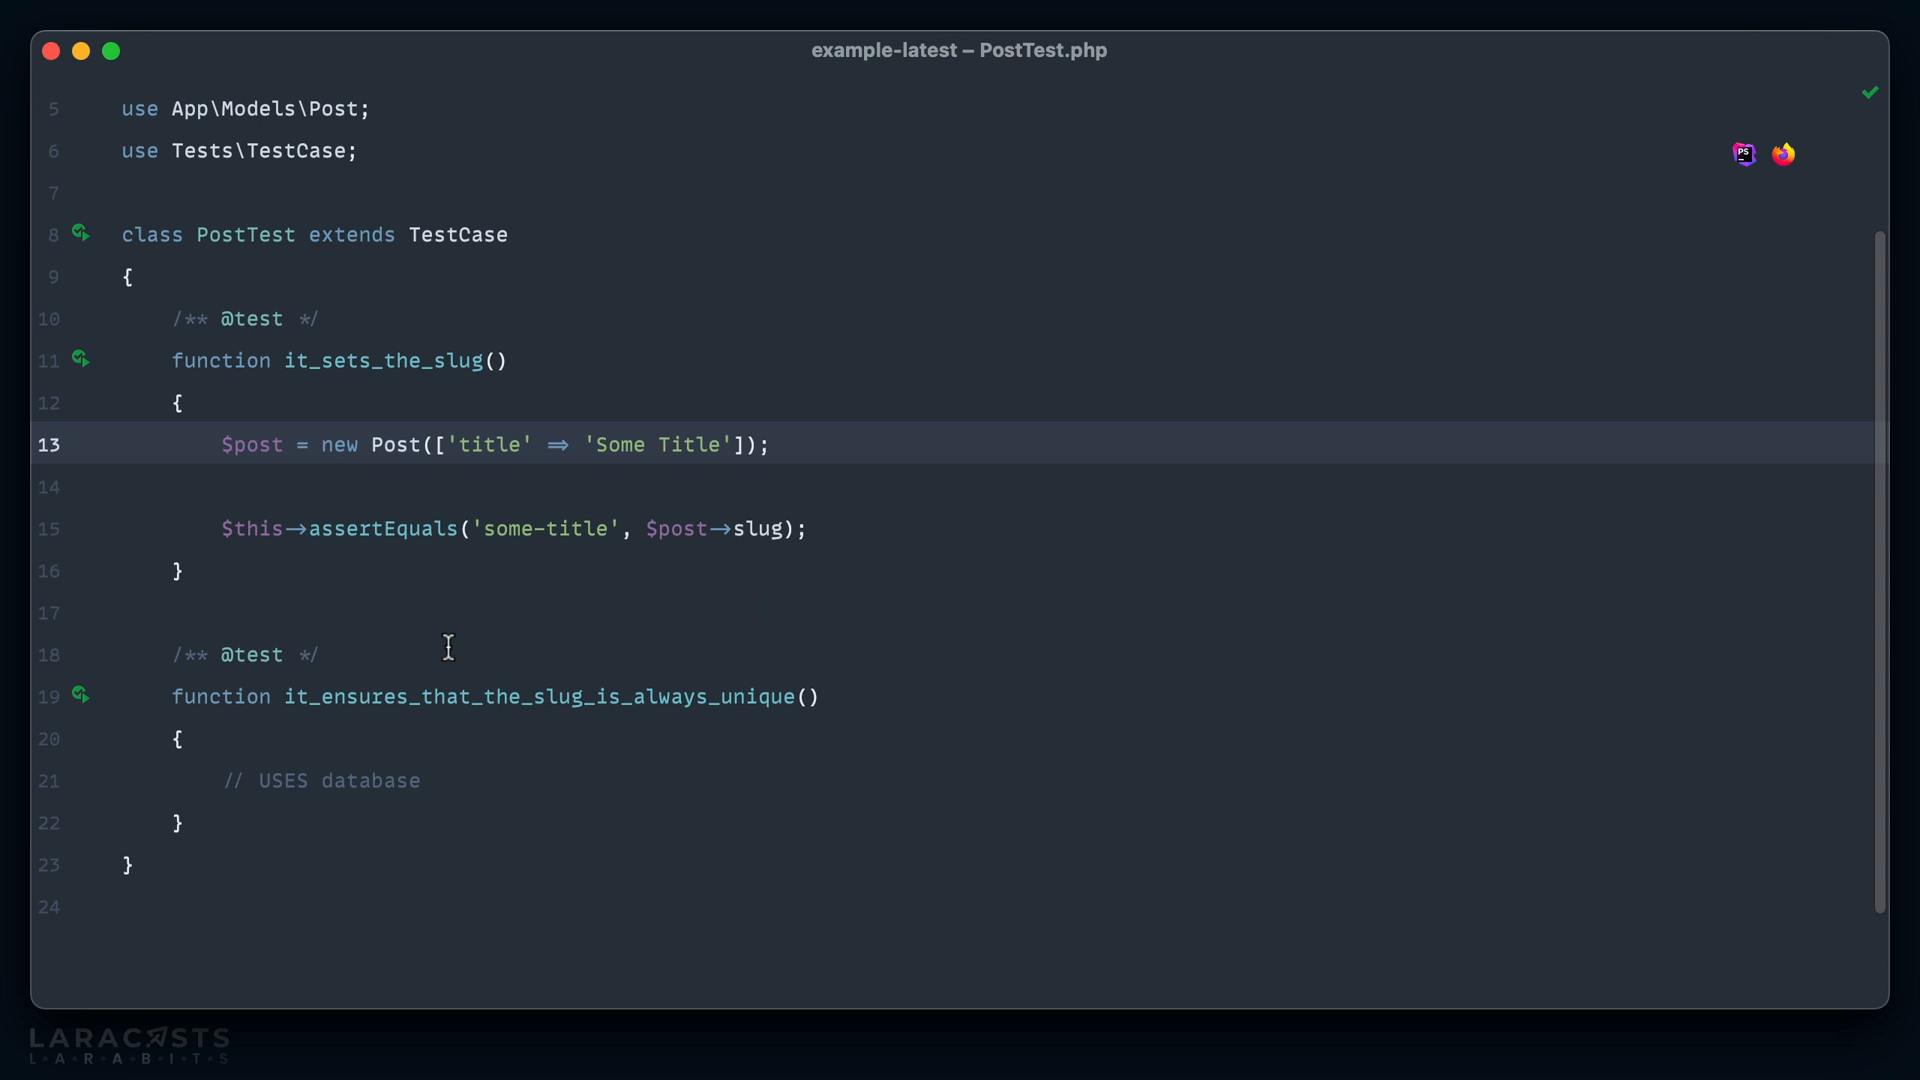 example-latest – PostTest.php
5 use App\Models\Post;
6 use Tests\TestCase;
PS
7
8 class PostTest extends TestCase
9 {
10 /** @test */
11 function it_sets_the_slug()
12 {
13 $post = new Post(['title' => 'Some Title']);
14
15 $this->assertEquals('some-title', $post->slug);
16 }
17
18 /** @test */
19 function it_ensures_that_the_slug_is_always_unique()
20 {
21 // USES database
22 }
23 }
24
LARACASTS
L·A·R·A·B·I·T·S